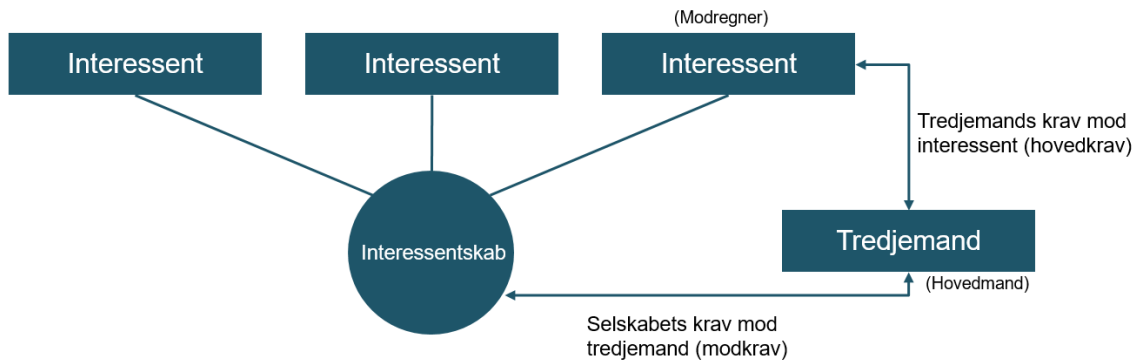 (Modregner)
Interessent
Interessent
Interessent
Tredjemands krav mod
interessent (hovedkrav)
Tredjemand
Interessentskab
(Hovedmand)
Selskabets krav mod
tredjemand (modkrav)